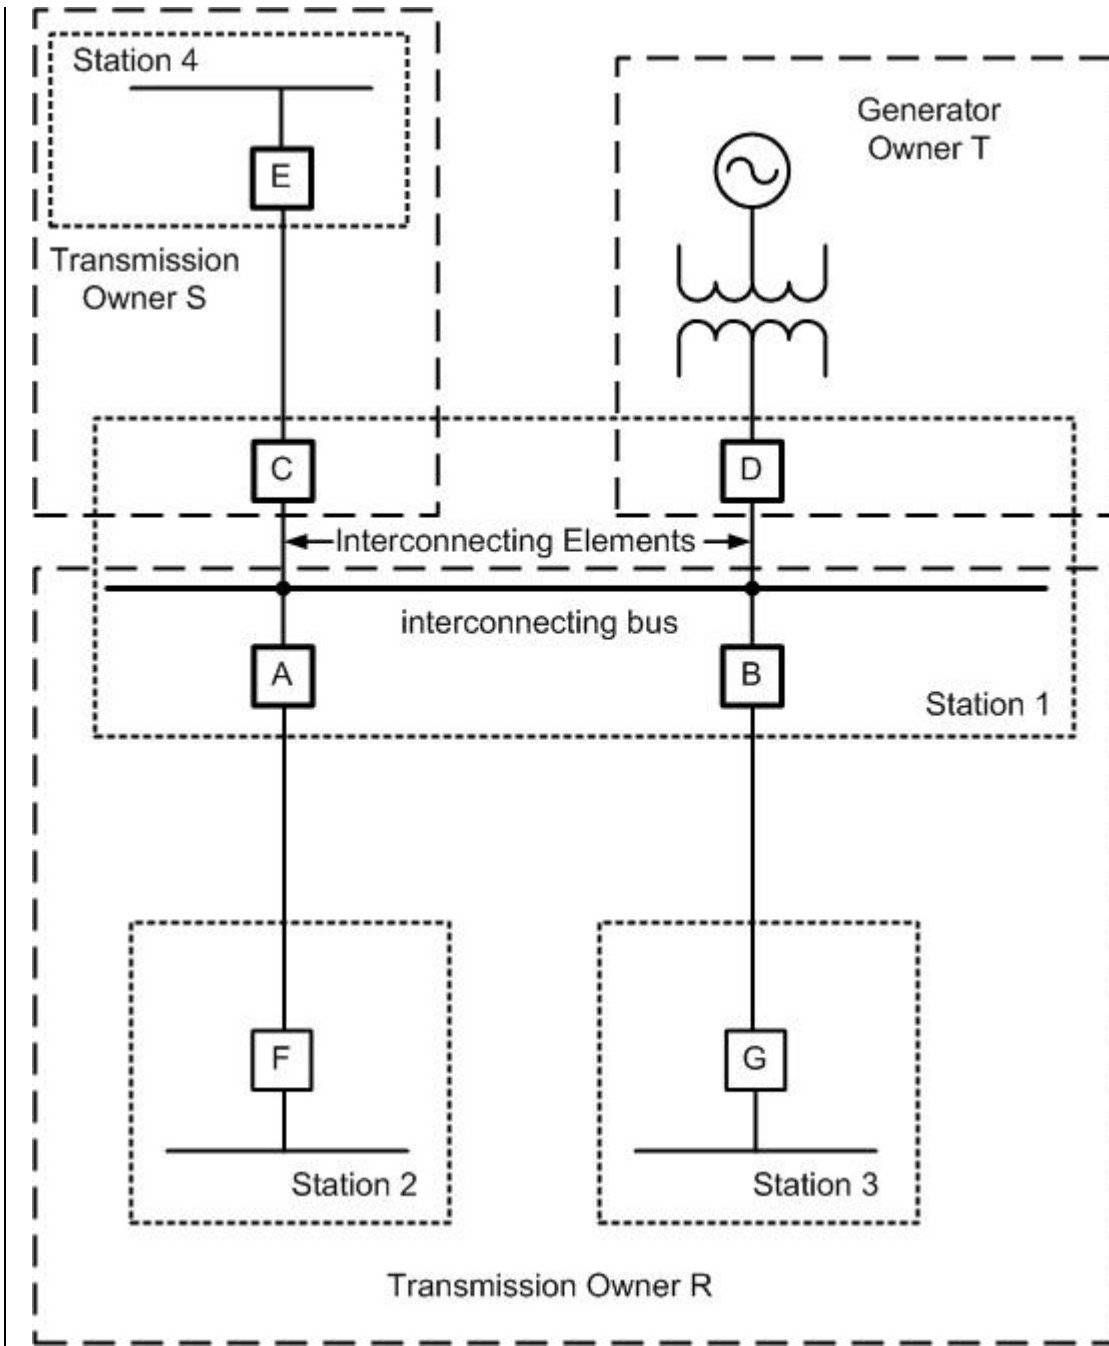 Station 4
E
Transmission
Owner S
Generator
Owner T
C
D
Interconnecting Elements
interconnecting bus
A
B
Station 1
F
G
Station 2
Station 3
Transmission Owner R